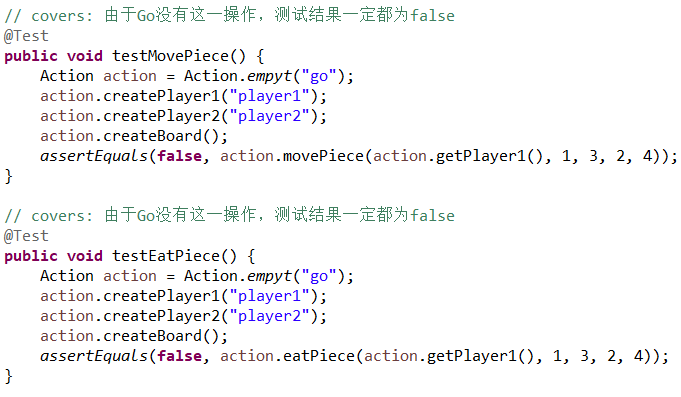 // covers: 由于Go没有这一操作，测试结果一定都为false
@Test
public void testMovePiece() {
    Action action = Action.empyt("go");
    action.createPlayer1("player1");
    action.createPlayer2("player2");
    action.createBoard();
    assertEquals(false, action.movePiece(action.getPlayer1(), 1, 3, 2, 4));
}

// covers: 由于Go没有这一操作，测试结果一定都为false
@Test
public void testEatPiece() {
    Action action = Action.empyt("go");
    action.createPlayer1("player1");
    action.createPlayer2("player2");
    action.createBoard();
    assertEquals(false, action.eatPiece(action.getPlayer1(), 1, 3, 2, 4));
}